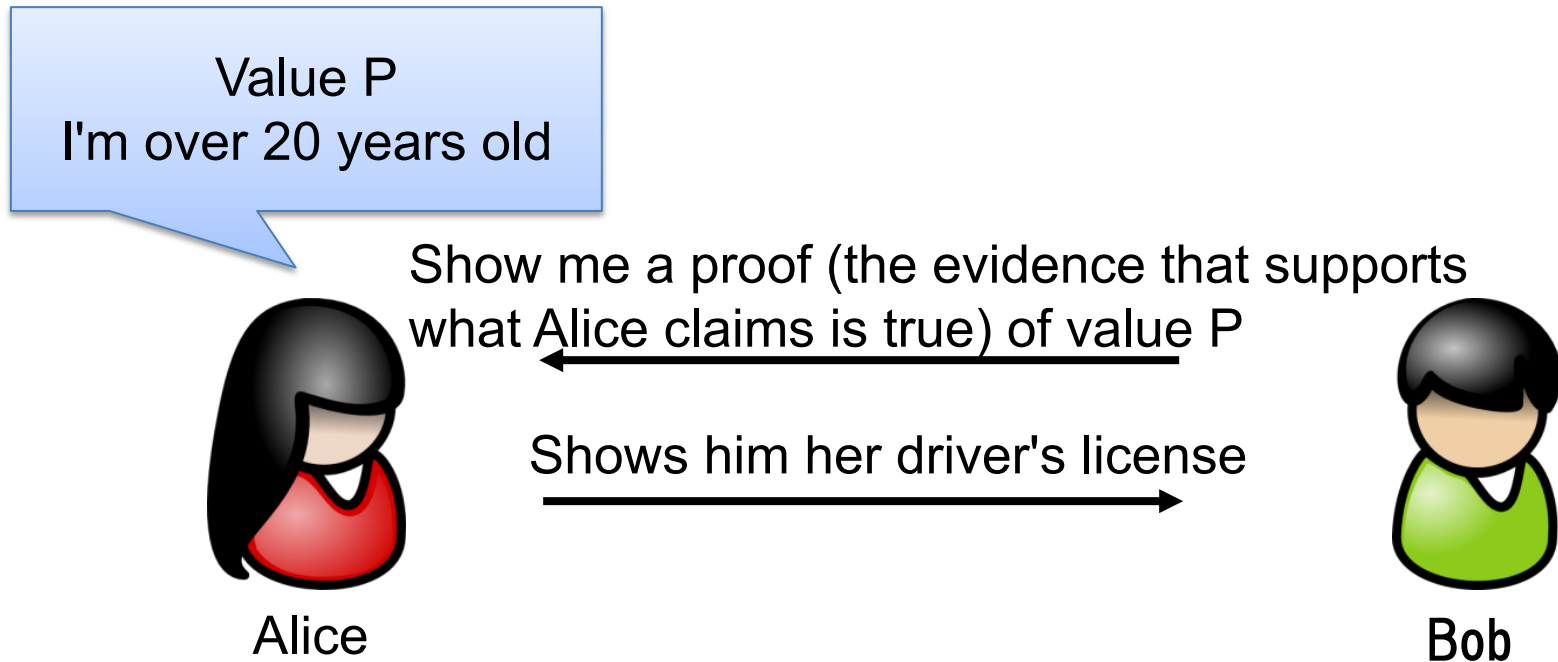 Value P
I'm over 20 years old
Show me a proof (the evidence that supports
what Alice claims is true) of value P
Shows him her driver's license
Alice
Bob